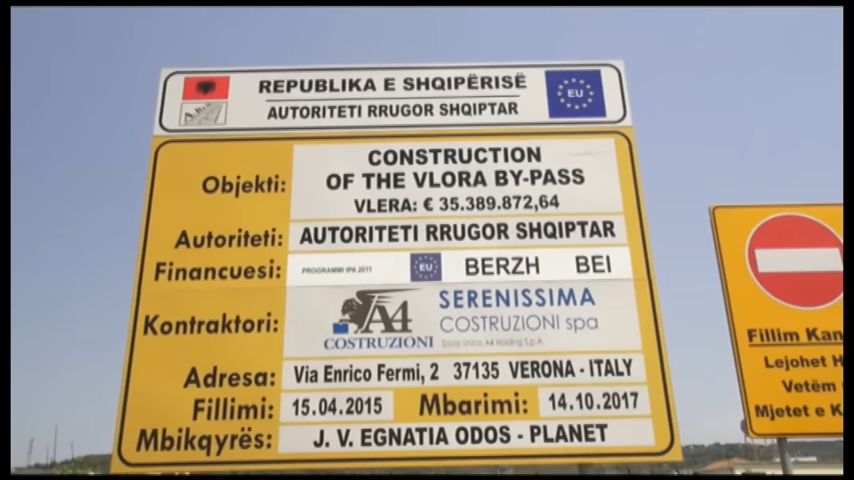 REPUBLIKA E SHQIPËRISË
AUTORITETI RRUGOR SHQIPTAR
EU
Objekti: CONSTRUCTION
OF THE VLORA BY-PASS
VLERA: € 35.389.872,64
Autoriteti: AUTORITETI RRUGOR SHQIPTAR
Financuesi: PROGRAMMI IPA 2011 EU BERZH BEI
Kontraktori: A4 COSTRUZIONI
SERENISSIMA
COSTRUZIONI spa
Socio Unico A4 Holding S.p.A.
Adresa: Via Enrico Fermi, 2 37135 VERONA - ITALY
Fillimi: 15.04.2015 Mbarimi: 14.10.2017
Mbikqyrës: J. V. EGNATIA ODOS - PLANET
Fillim Kan
Lejohet H
Vetëm
Mjetet e K